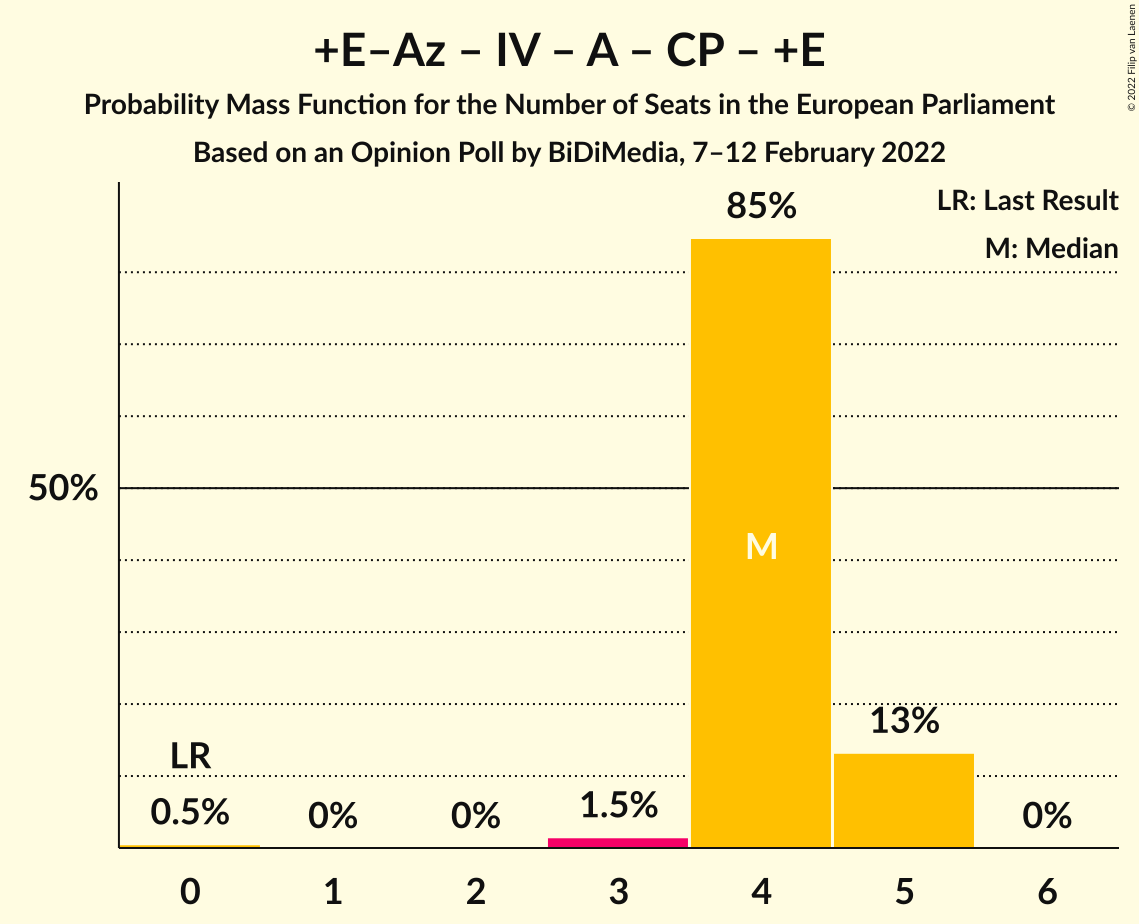 +E–Az – IV – A – CP – +E
Probability Mass Function for the Number of Seats in the European Parliament
Based on an Opinion Poll by BiDiMedia, 7–12 February 2022
© 2022 Filip van Laenen
LR: Last Result
M: Median
85%
50%
M
13%
LR
0.5%
0%
0%
1.5%
0%
0 1 2 3 4 5 6